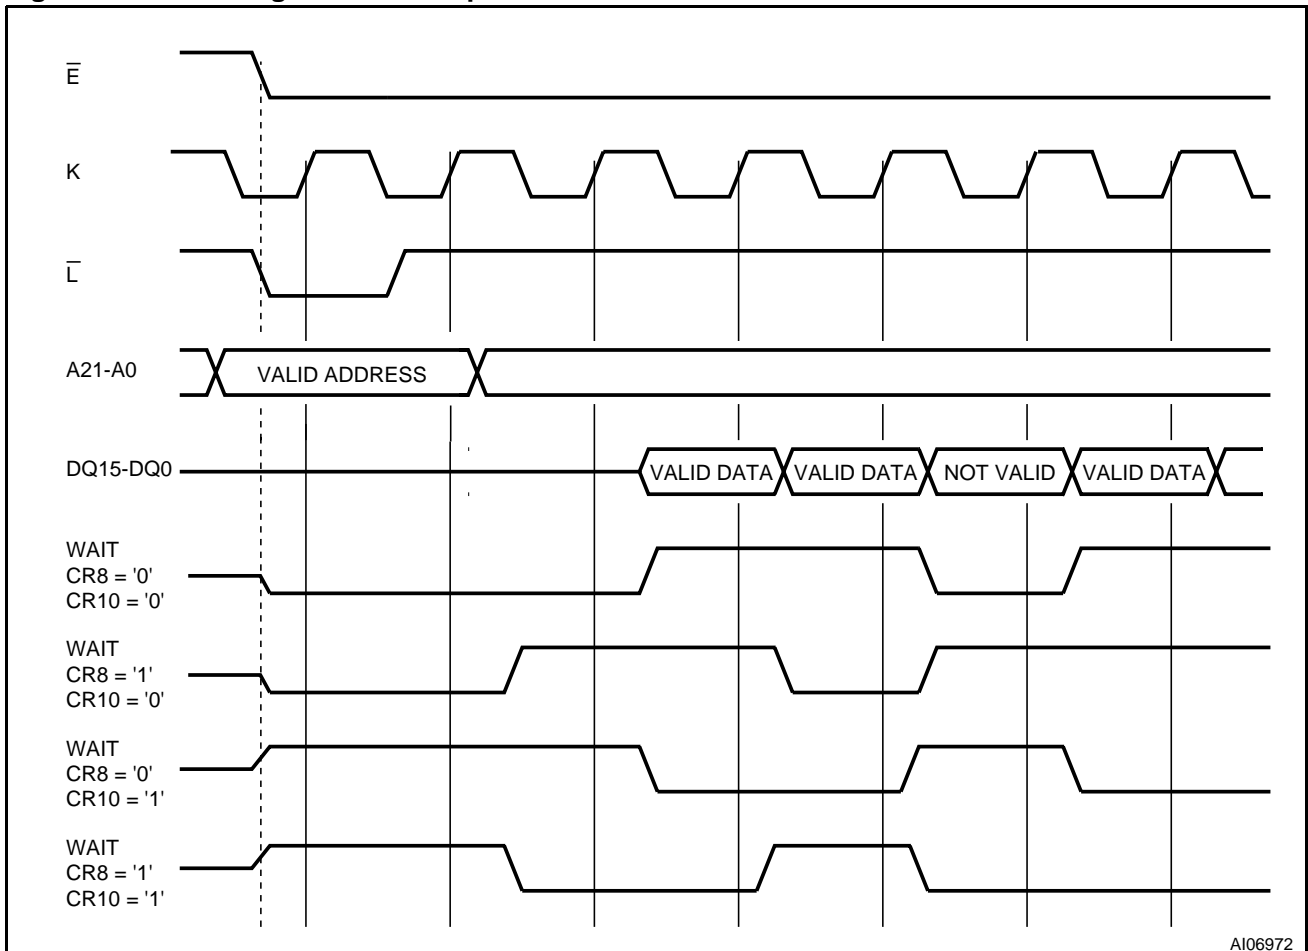 E
K
L
A21-A0
VALID ADDRESS
DQ15-DQ0
VALID DATA VALID DATA NOT VALID VALID DATA
WAIT
CR8 = '0'
CR10 = '0'
WAIT
CR8 = '1'
CR10 = '0'
WAIT
CR8 = '0'
CR10 = '1'
WAIT
CR8 = '1'
CR10 = '1'
AI06972